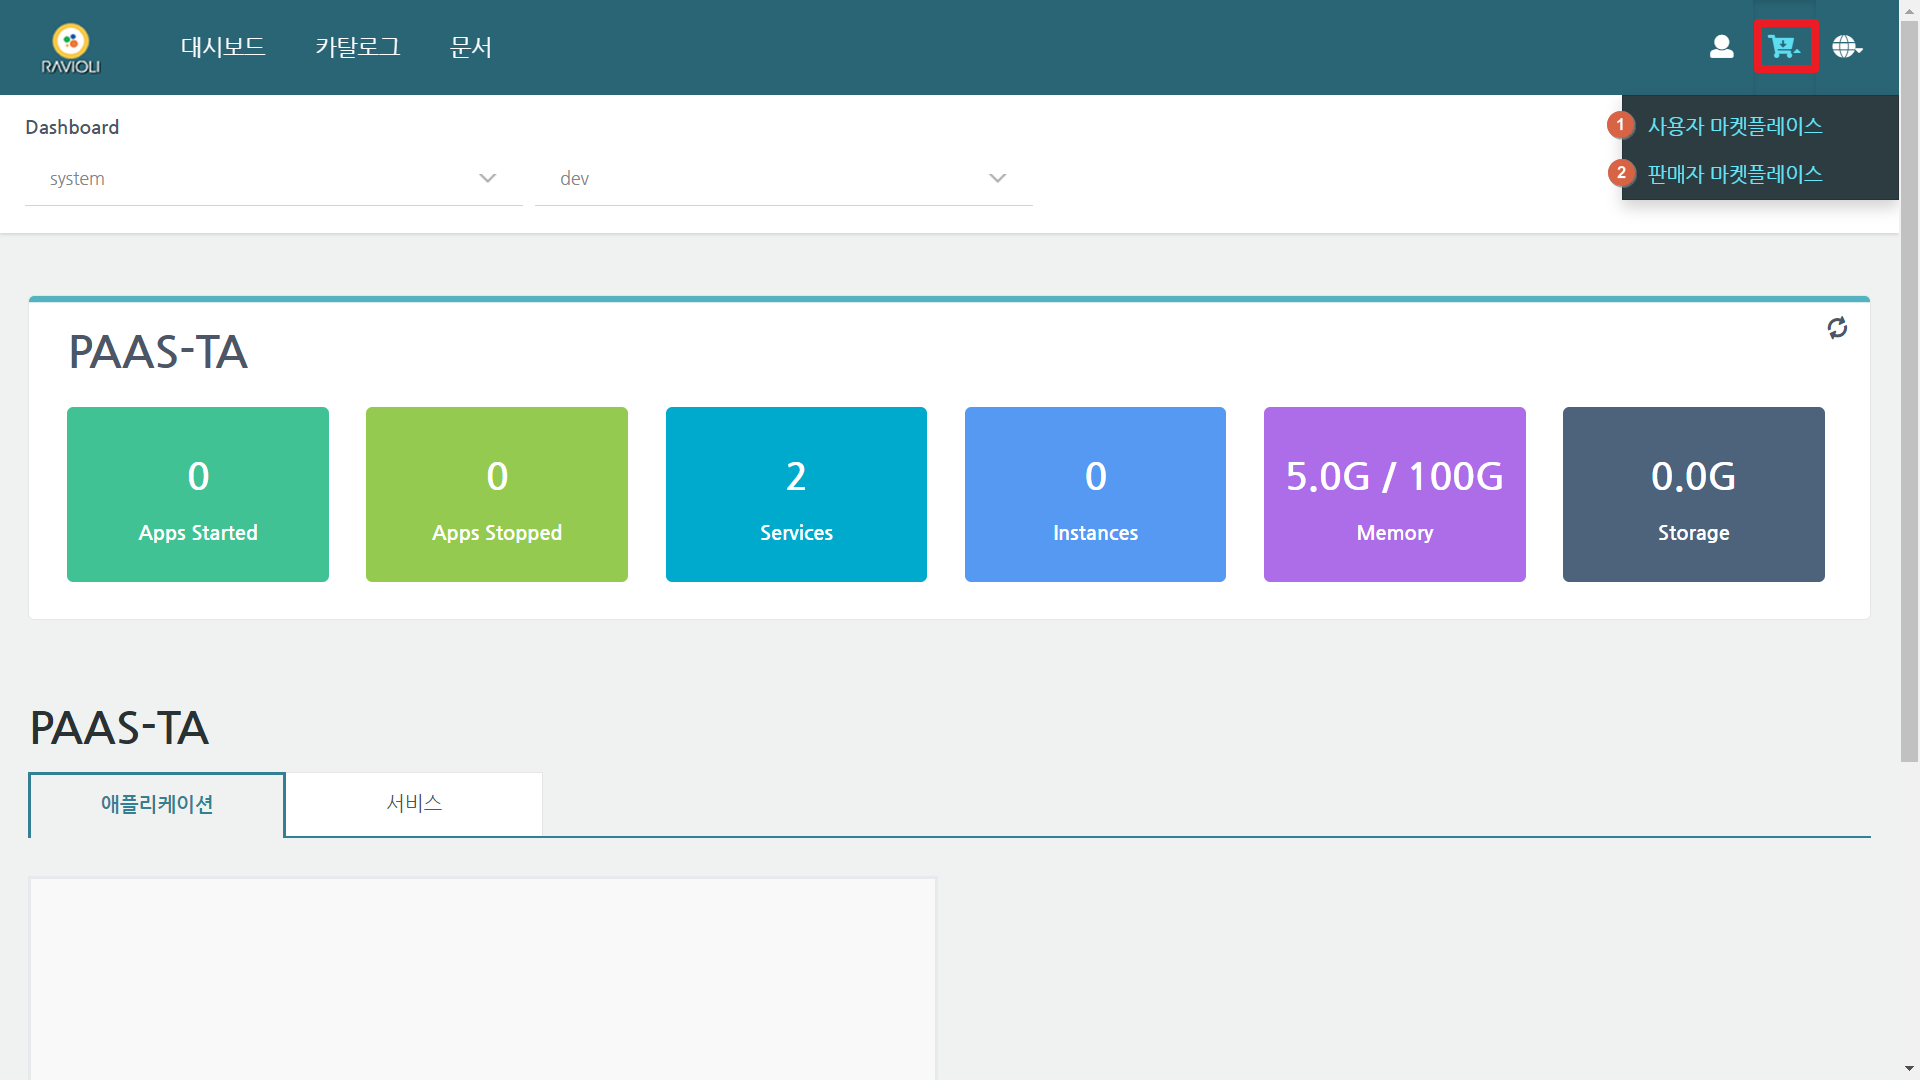 RAVIOLI
대시보드 카탈로그 문서
Dashboard
system dev
1 사용자 마켓플레이스
2 판매자 마켓플레이스
PAAS-TA
0 0 2 0 5.0G / 100G 0.0G
Apps Started Apps Stopped Services Instances Memory Storage
PAAS-TA
애플리케이션 서비스